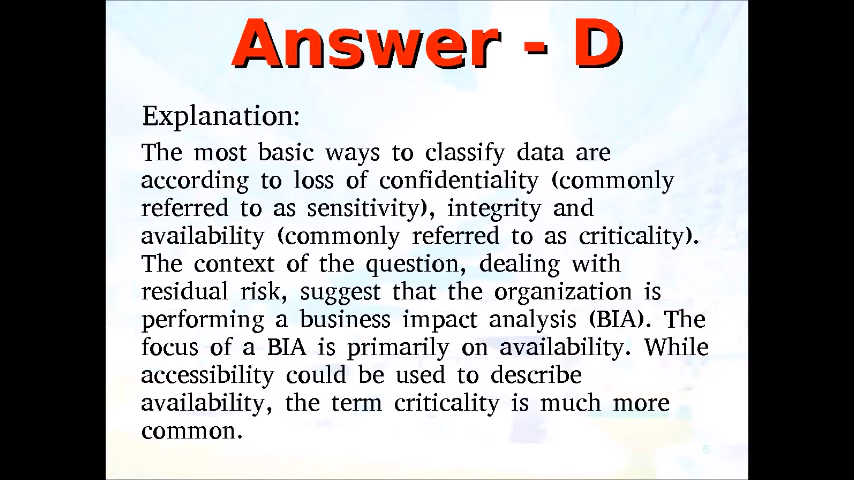 Answer - D
Explanation:
The most basic ways to classify data are
according to loss of confidentiality (commonly
referred to as sensitivity), integrity and
availability (commonly referred to as criticality).
The context of the question, dealing with
residual risk, suggest that the organization is
performing a business impact analysis (BIA). The
focus of a BIA is primarily on availability. While
accessibility could be used to describe
availability, the term criticality is much more
common.